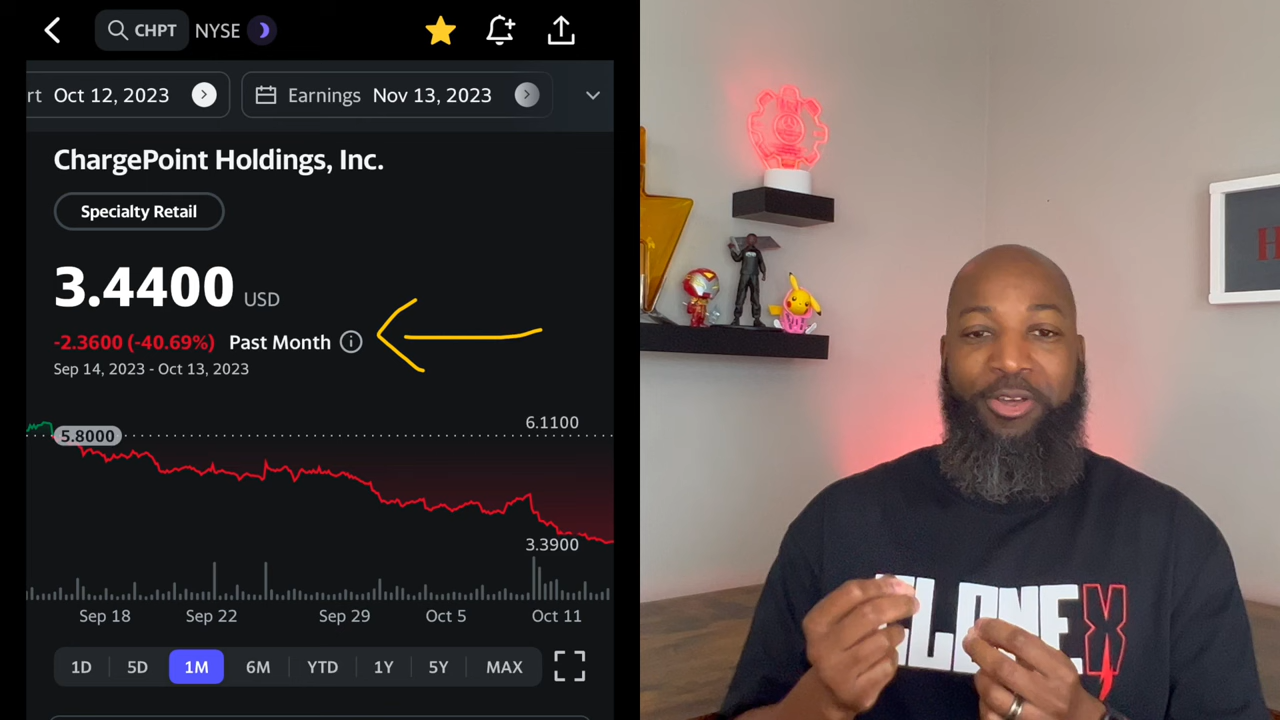 CHPT NYSE
rt Oct 12, 2023
Earnings Nov 13, 2023
ChargePoint Holdings, Inc.
Specialty Retail
3.4400 USD
-2.3600 (-40.69%) Past Month
Sep 14, 2023 - Oct 13, 2023
6.1100
5.8000
3.3900
Sep 18 Sep 22 Sep 29 Oct 5 Oct 11
1D 5D 1M 6M YTD 1Y 5Y MAX
H
CLONEX